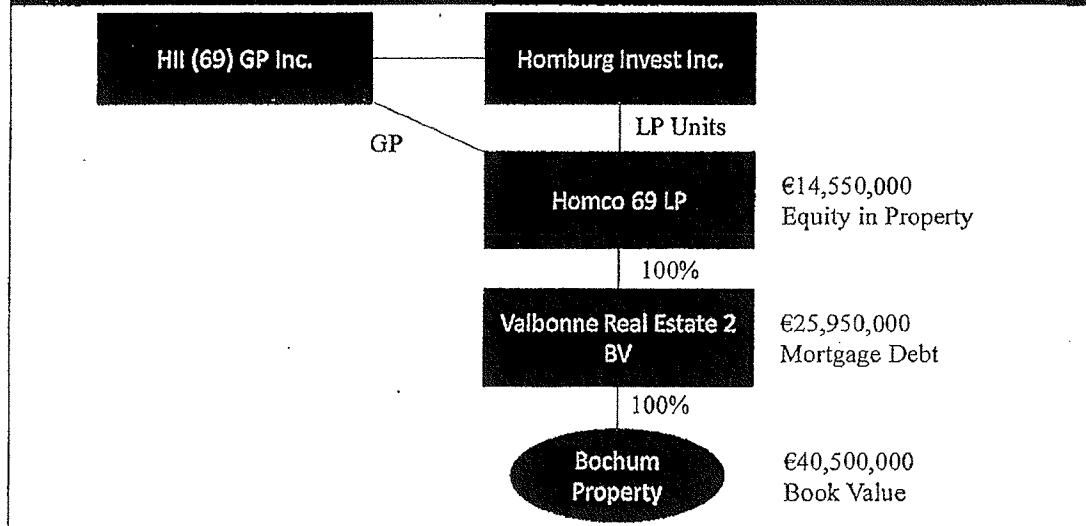 HII (69) GP Inc.
Homburg Invest Inc.
GP
LP Units
Homco 69 LP
€14,550,000
Equity in Property
100%
Valbonne Real Estate 2
BV
€25,950,000
Mortgage Debt
100%
Bochum
Property
€40,500,000
Book Value